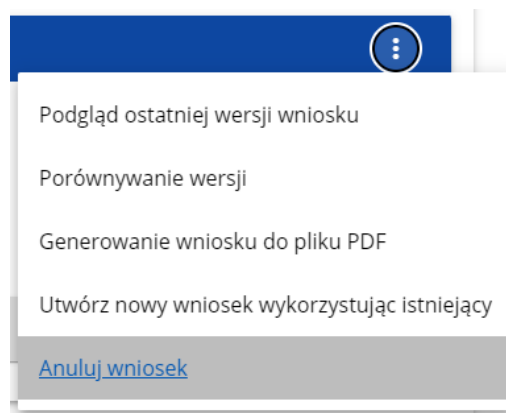 Podgląd ostatniej wersji wniosku
Porównywanie wersji
Generowanie wniosku do pliku PDF
Utwórz nowy wniosek wykorzystując istniejący
Anuluj wniosek